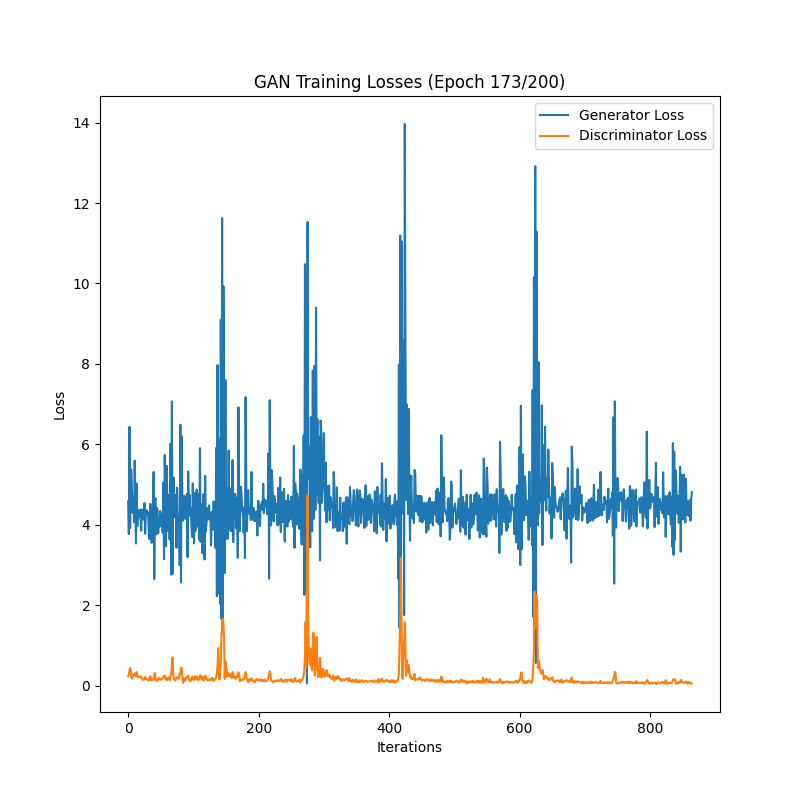 GAN Training Losses (Epoch 173/200)
Generator Loss
Discriminator Loss
14
12
10
8
6
4
2
0
Loss
0 200 400 600 800
Iterations